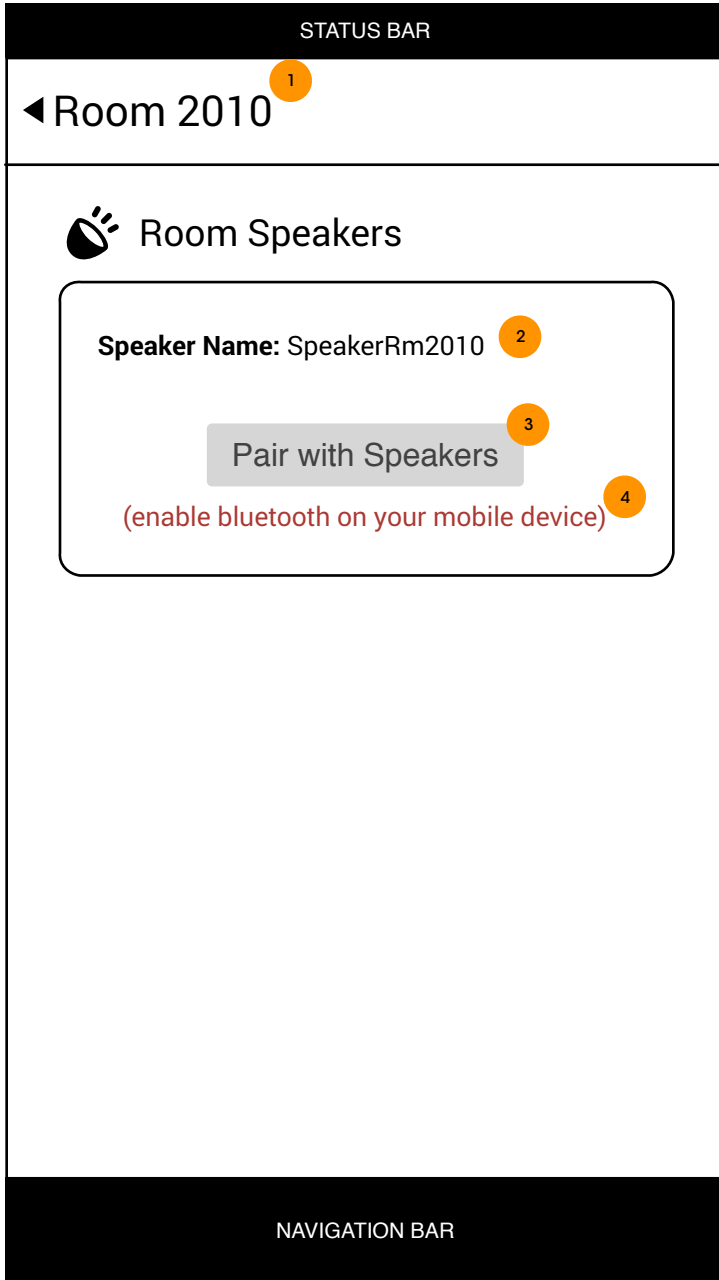 STATUS BAR
1
Room 2010
Room Speakers
Speaker Name: SpeakerRm2010
2
3
Pair with Speakers
4
(enable bluetooth on your mobile device)
NAVIGATION BAR